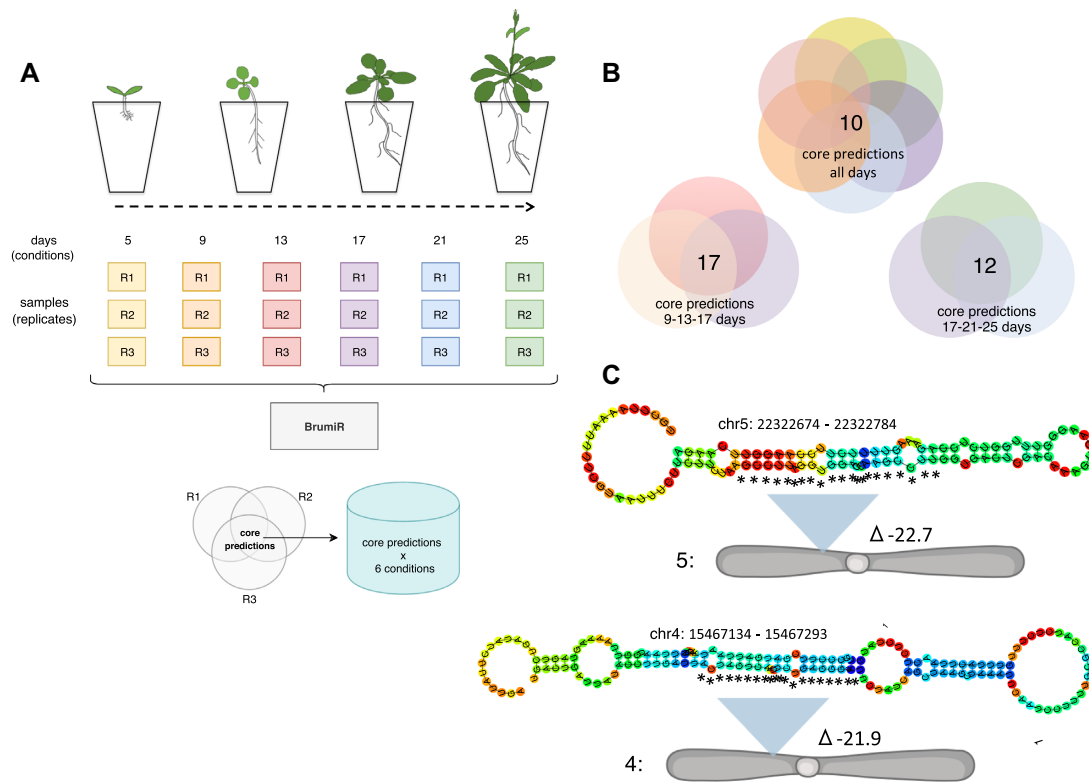 A
days
(conditions)
5 9 13 17 21 25
samples
(replicates)
R1 R1 R1 R1 R1 R1
R2 R2 R2 R2 R2 R2
R3 R3 R3 R3 R3 R3
BrumiR
R1
R2
core
predictions
R3
core predictions
x
6 conditions
B
10
core predictions
all days
17
core predictions
9-13-17 days
12
core predictions
17-21-25 days
C
chr5: 22322674 - 22322784
Δ -22.7
5:
chr4: 15467134 - 15467293
Δ -21.9
4: